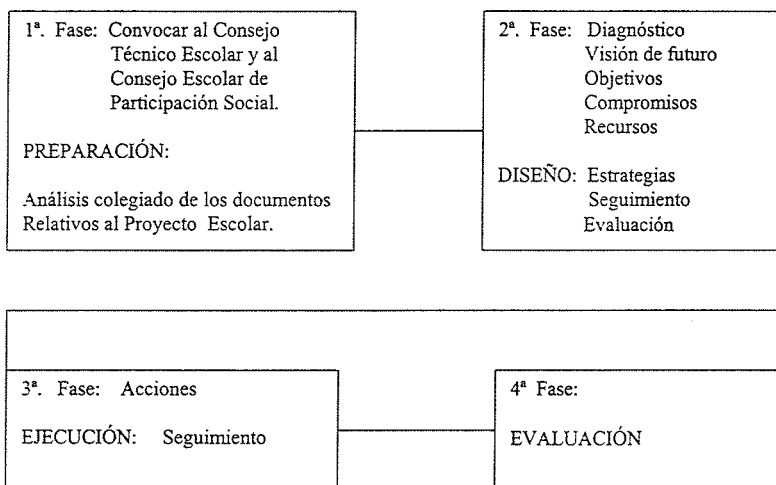 1ª. Fase: Convocar al Consejo
Técnico Escolar y al
Consejo Escolar de
Participación Social.
PREPARACIÓN:
Análisis colegiado de los documentos
Relativos al Proyecto Escolar.
2ª. Fase: Diagnóstico
Visión de futuro
Objetivos
Compromisos
Recursos
DISEÑO: Estrategias
Seguimiento
Evaluación
3ª. Fase: Acciones
EJECUCIÓN: Seguimiento
4ª Fase:
EVALUACIÓN